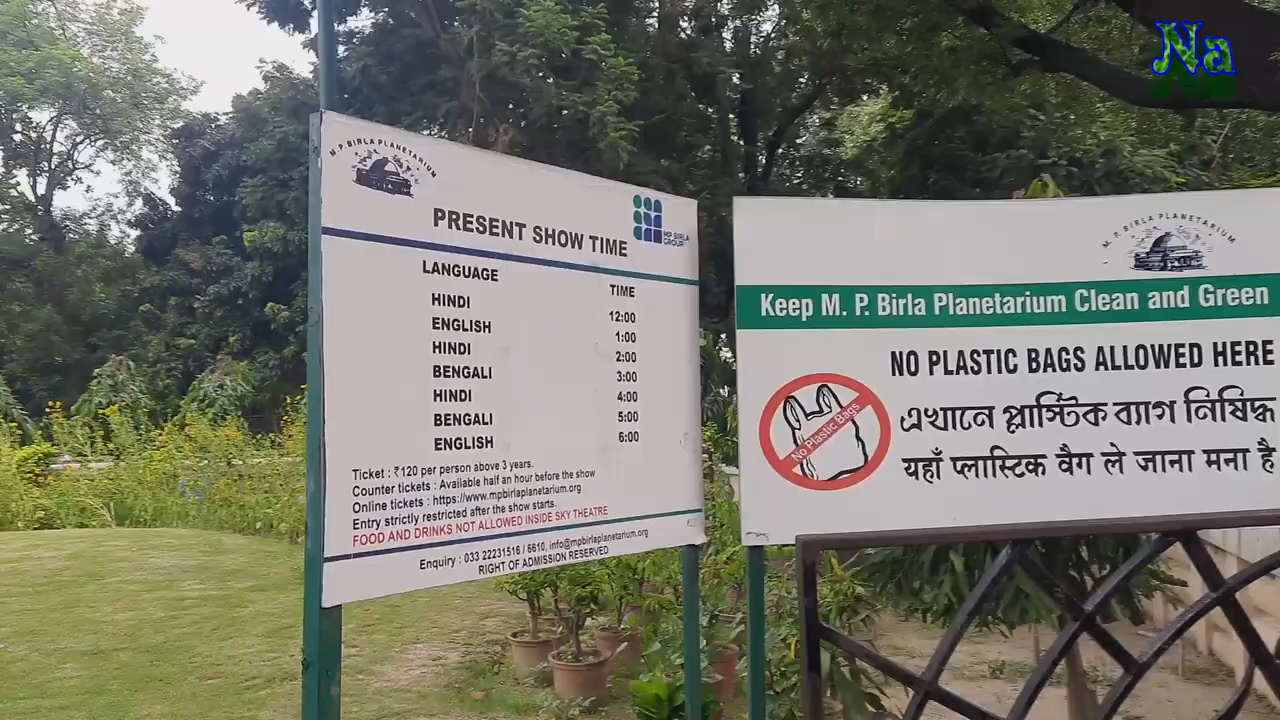 Na
M. P. BIRLA PLANETARIUM
MP BIRLA
GROUP
PRESENT SHOW TIME
LANGUAGE TIME
HINDI 12:00
ENGLISH 1:00
HINDI 2:00
BENGALI 3:00
HINDI 4:00
BENGALI 5:00
ENGLISH 6:00
Ticket : ₹120 per person above 3 years.
Counter tickets : Available half an hour before the show
Online tickets : https://www.mpbirlaplanetarium.org
Entry strictly restricted after the show starts.
FOOD AND DRINKS NOT ALLOWED INSIDE SKY THEATRE
Enquiry : 033 22231516 / 6610, info@mpbirlaplanetarium.org
RIGHT OF ADMISSION RESERVED
M. P. BIRLA PLANETARIUM
Keep M. P. Birla Planetarium Clean and Green
NO PLASTIC BAGS ALLOWED HERE
No Plastic Bags
এখানে প্লাস্টিক ব্যাগ নিষিদ্ধ
यहाँ प्लास्टिक वैग ले जाना मना है